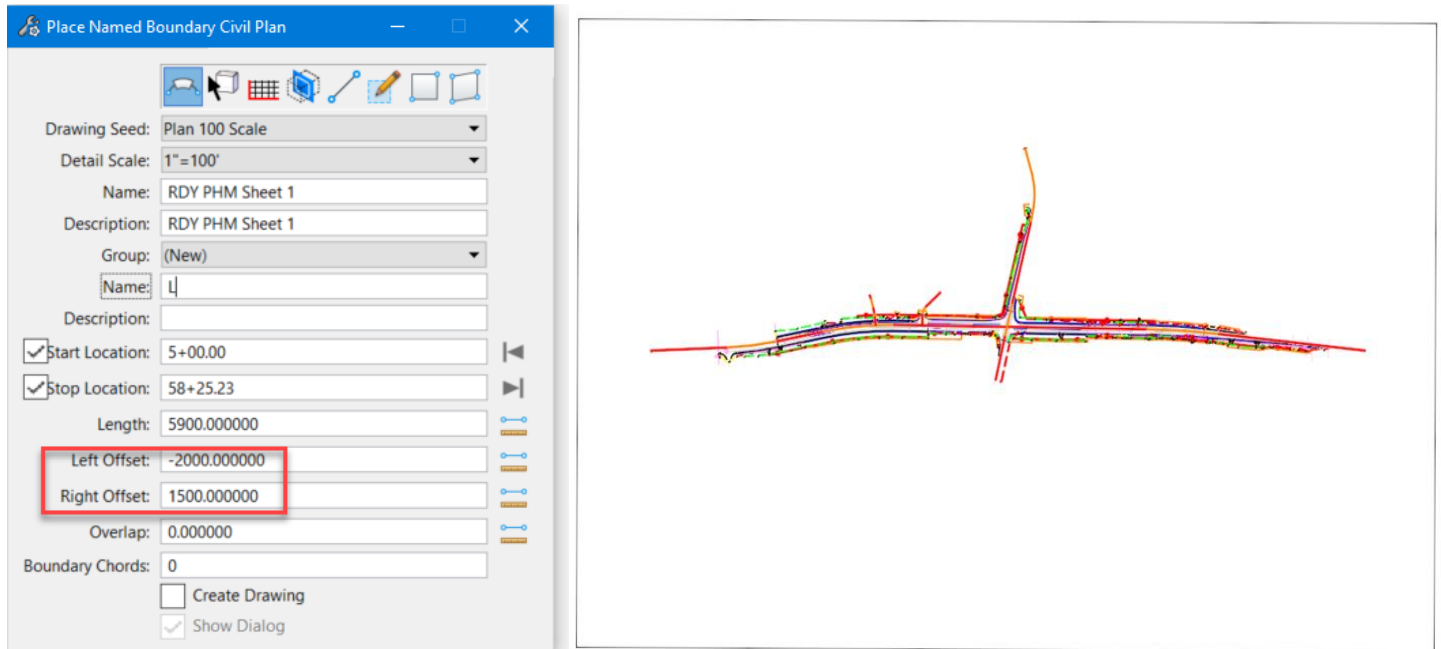 Place Named Boundary Civil Plan
Drawing Seed: Plan 100 Scale
Detail Scale: 1"=100'
Name: RDY PHM Sheet 1
Description: RDY PHM Sheet 1
Group: (New)
Name: L
Description:
Start Location: 5+00.00
Stop Location: 58+25.23
Length: 5900.000000
Left Offset: -2000.000000
Right Offset: 1500.000000
Overlap: 0.000000
Boundary Chords: 0
Create Drawing
Show Dialog